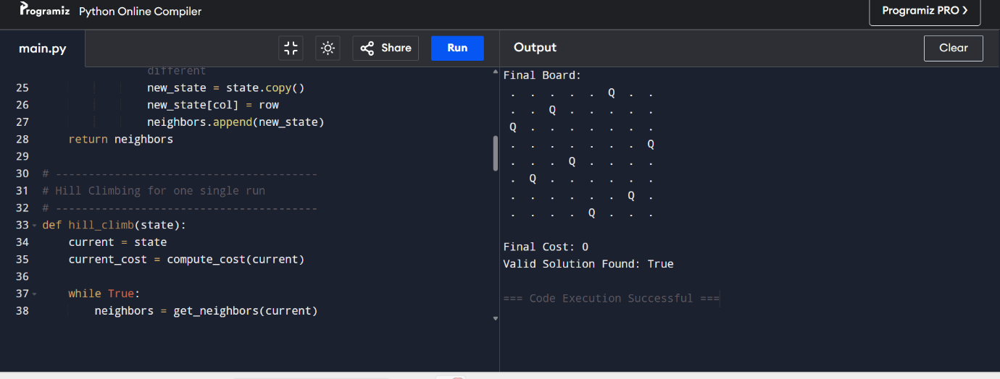 Programiz Python Online Compiler
Programiz PRO >
main.py
Share
Run
different
25 new_state = state.copy()
26 new_state[col] = row
27 neighbors.append(new_state)
28 return neighbors
29
30 # ----------------------------------------
31 # Hill Climbing for one single run
32 # ----------------------------------------
33 def hill_climb(state):
34 current = state
35 current_cost = compute_cost(current)
36
37 while True:
38 neighbors = get_neighbors(current)
Output
Clear
Final Board:
. . . . . Q . .
. . Q . . . . .
Q . . . . . . .
. . . . . . . Q
. . . Q . . . .
. Q . . . . . .
. . . . . . Q .
. . . . Q . . .
Final Cost: 0
Valid Solution Found: True
=== Code Execution Successful ===